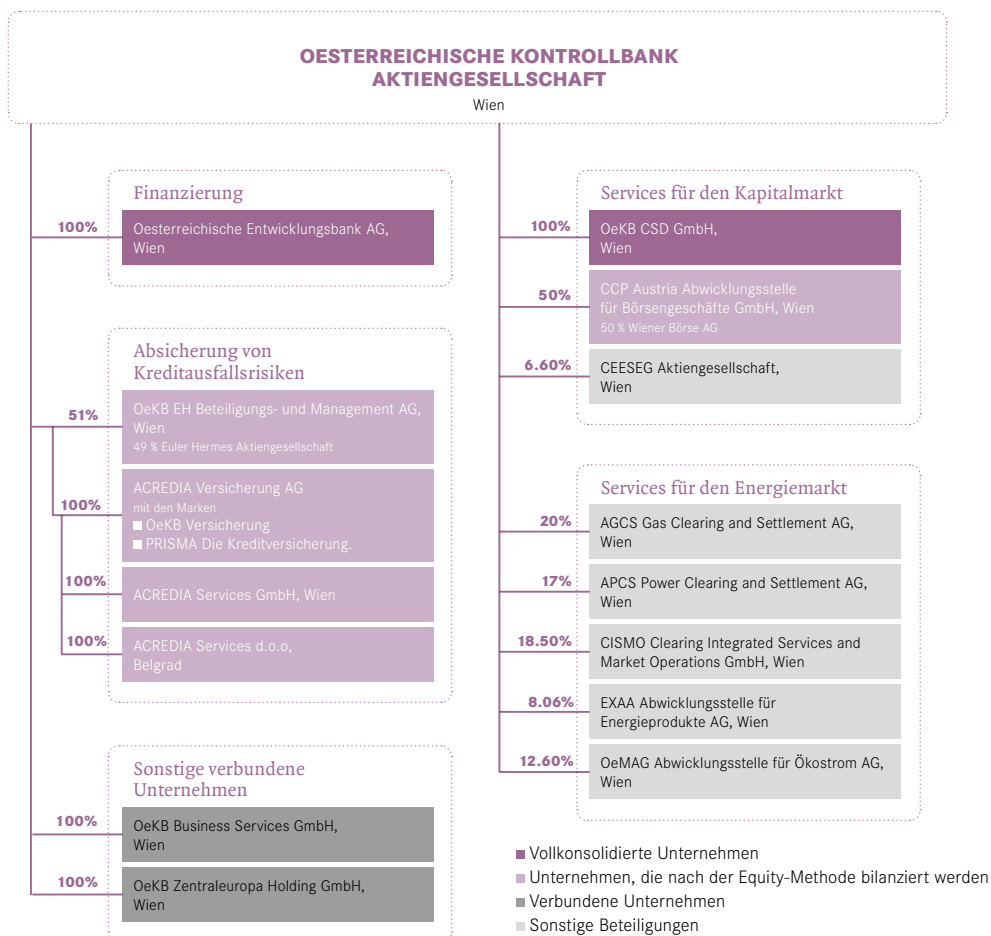 OESTERREICHISCHE KONTROLLBANK
AKTIENGESELLSCHAFT
Wien
Finanzierung
100%
Oesterreichische Entwicklungsbank AG,
Wien
Absicherung von
Kreditausfallsrisiken
51%
OeKB EH Beteiligungs- und Management AG,
Wien
49 % Euler Hermes Aktiengesellschaft
100%
ACREDIA Versicherung AG
mit den Marken
OeKB Versicherung
PRISMA Die Kreditversicherung.
100%
ACREDIA Services GmbH, Wien
100%
ACREDIA Services d.o.o,
Belgrad
Sonstige verbundene
Unternehmen
100%
OeKB Business Services GmbH,
Wien
100%
OeKB Zentraleuropa Holding GmbH,
Wien
Services für den Kapitalmarkt
100%
OeKB CSD GmbH,
Wien
50%
CCP Austria Abwicklungsstelle
für Börsengeschäfte GmbH, Wien
50 % Wiener Börse AG
6.60%
CEESEG Aktiengesellschaft,
Wien
Services für den Energiemarkt
20%
AGCS Gas Clearing and Settlement AG,
Wien
17%
APCS Power Clearing and Settlement AG,
Wien
18.50%
CISMO Clearing Integrated Services and
Market Operations GmbH, Wien
8.06%
EXAA Abwicklungsstelle für
Energieprodukte AG, Wien
12.60%
OeMAG Abwicklungsstelle für Ökostrom AG,
Wien
Vollkonsolidierte Unternehmen
Unternehmen, die nach der Equity-Methode bilanziert werden
Verbundene Unternehmen
Sonstige Beteiligungen